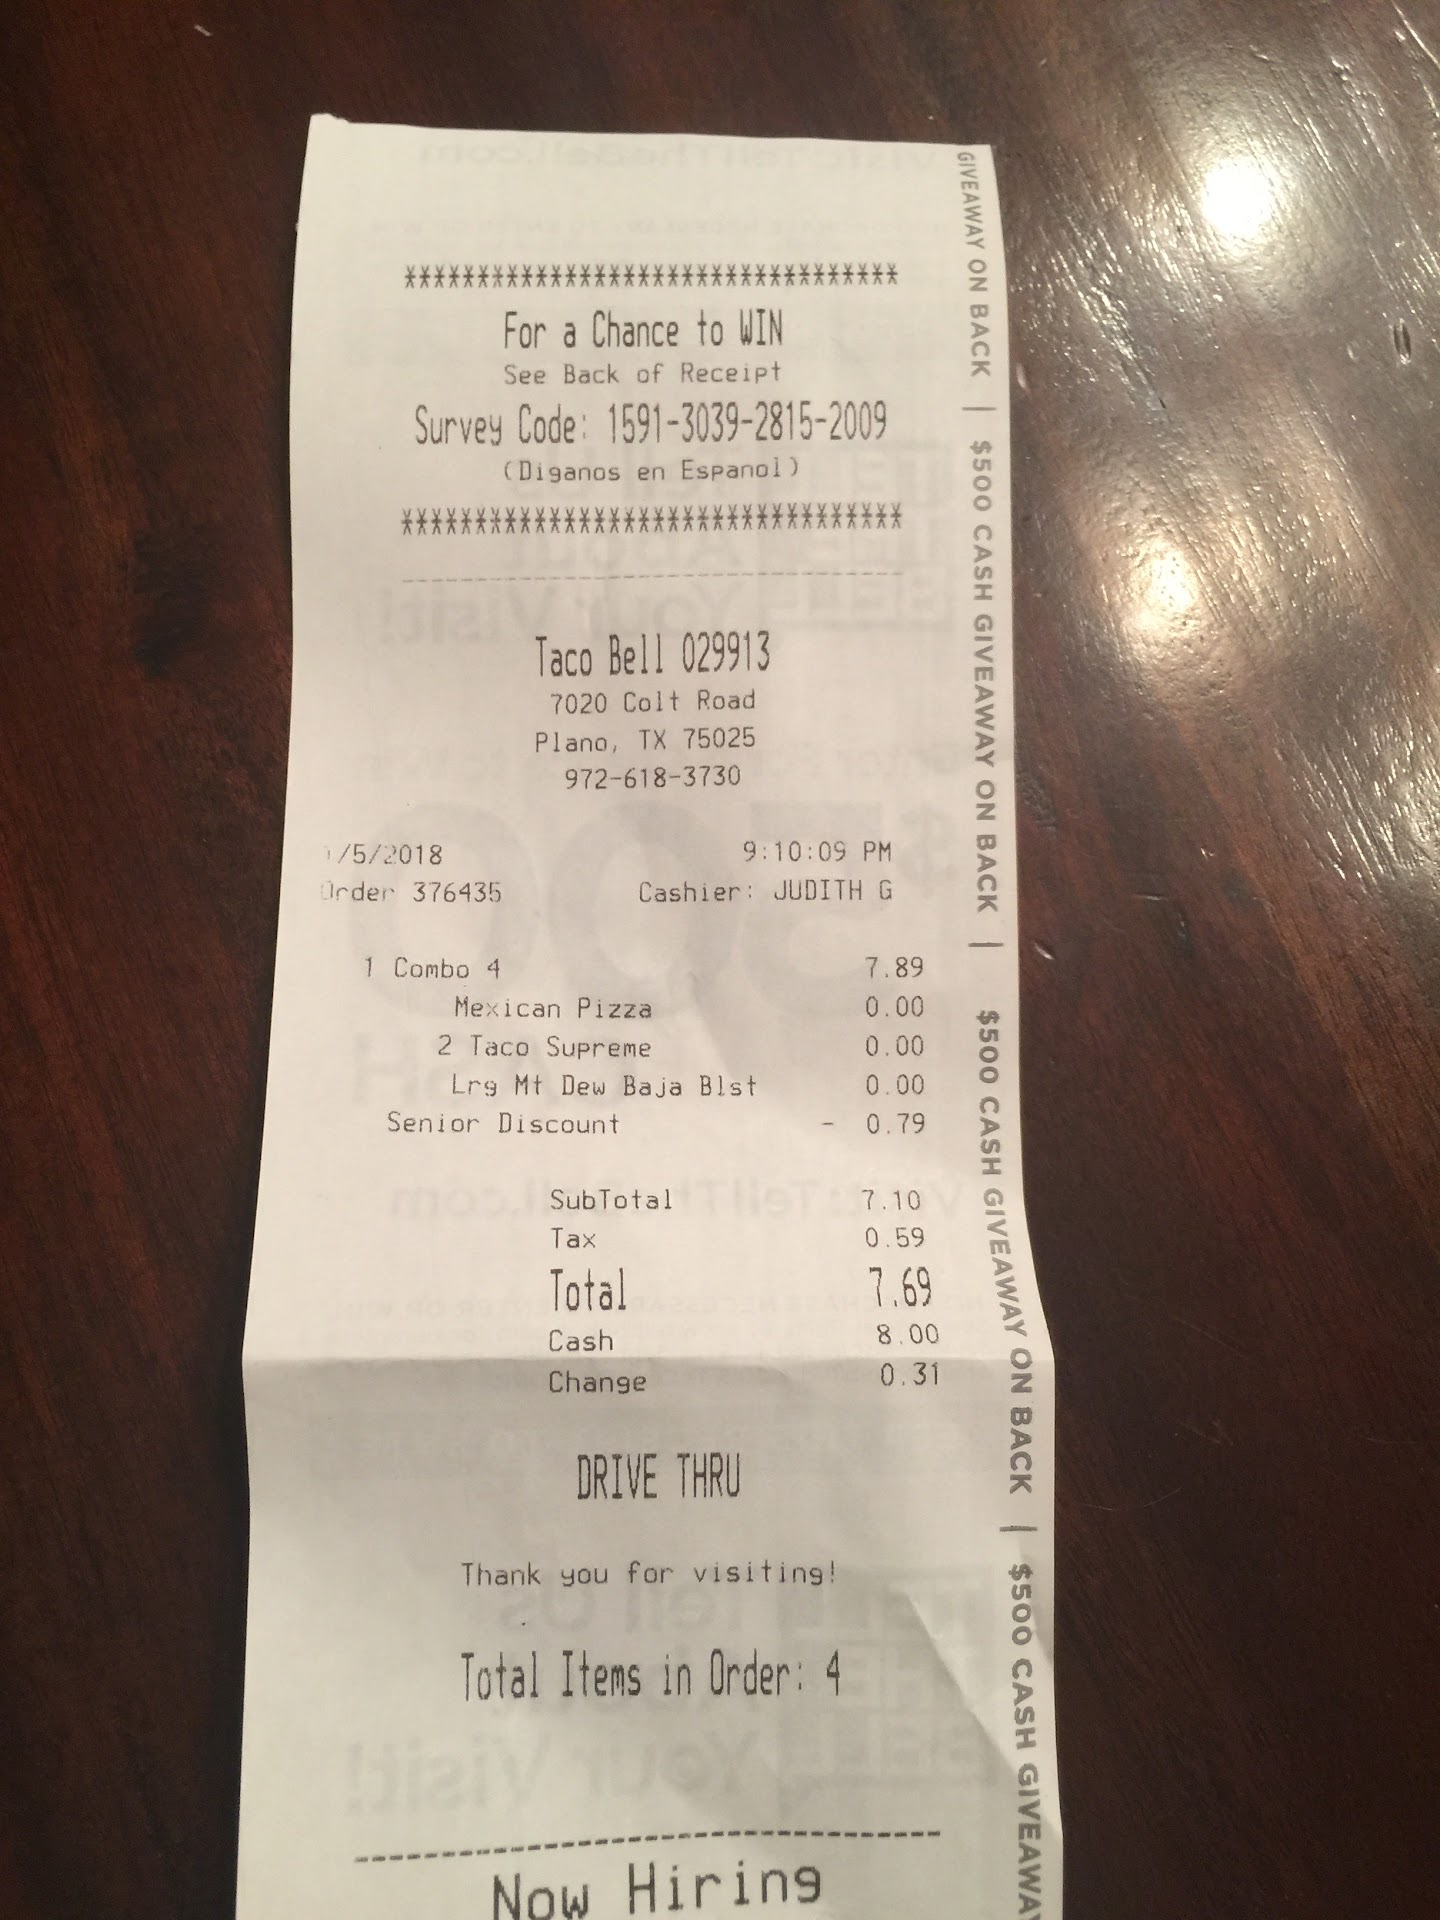 *********************************
For a Chance to WIN
See Back of Receipt
Survey Code: 1591-3039-2815-2009
(Diganos en Espanol)
*********************************
Taco Bell 029913
7020 Colt Road
Plano, TX 75025
972-618-3730
/5/2018 9:10:09 PM
Order 376435 Cashier: JUDITH G
1 Combo 4 7.89
Mexican Pizza 0.00
2 Taco Supreme 0.00
Lrg Mt Dew Baja Blst 0.00
Senior Discount - 0.79
SubTotal 7.10
Tax 0.59
Total 7.69
Cash 8.00
Change 0.31
DRIVE THRU
Thank you for visiting!
Total Items in Order: 4
Now Hiring
GIVEAWAY ON BACK | $500 CASH GIVEAWAY ON BACK | $500 CASH GIVEAWAY ON BACK | $500 CASH GIVEAWAY